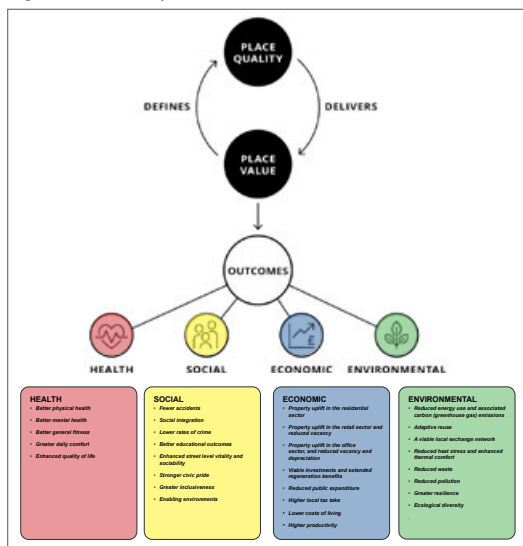 PLACE
QUALITY
DEFINES
DELIVERS
PLACE
VALUE
OUTCOMES
£
HEALTH
SOCIAL
ECONOMIC
ENVIRONMENTAL
HEALTH
• Better physical health
• Better mental health
• Better general fitness
• Greater daily comfort
• Enhanced quality of life
SOCIAL
• Fewer accidents
• Social integration
• Lower rates of crime
• Better educational outcomes
• Enhanced street level vitality and
sociability
• Stronger civic pride
• Greater inclusiveness
• Enabling environments
ECONOMIC
• Property uplift in the residential
sector
• Property uplift in the retail sector and
reduced vacancy
• Property uplift in the office
sector, and reduced vacancy and
depreciation
• Viable investments and extended
regeneration benefits
• Reduced public expenditure
• Higher local tax take
• Lower costs of living
• Higher productivity
ENVIRONMENTAL
• Reduced energy use and associated
carbon (greenhouse gas) emissions
• Adaptive reuse
• A viable local exchange network
• Reduced heat stress and enhanced
thermal comfort
• Reduced waste
• Reduced pollution
• Greater resilience
• Ecological diversity